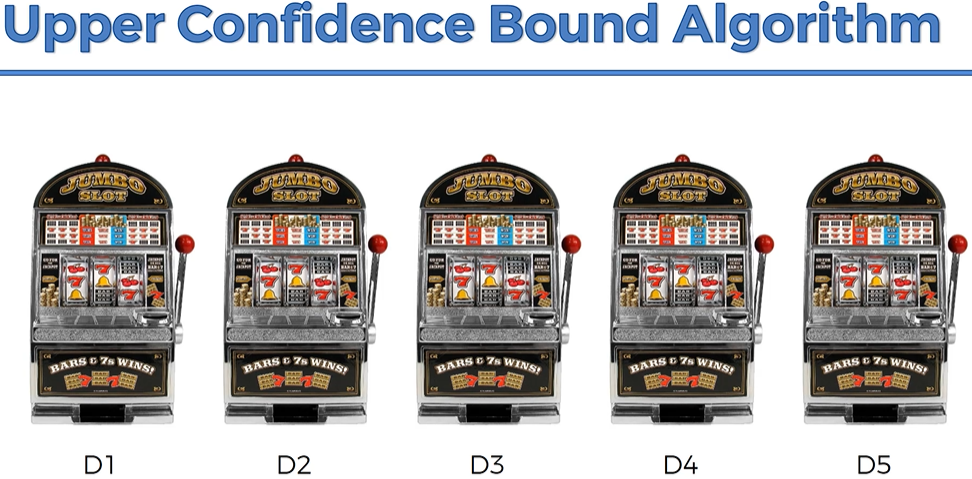 Upper Confidence Bound Algorithm
JUMBO JUMBO JUMBO JUMBO JUMBO
SLOT SLOT SLOT SLOT SLOT
BARS & 7s WINS! BARS & 7s WINS! BARS & 7s WINS! BARS & 7s WINS! BARS & 7s WINS!
D1 D2 D3 D4 D5